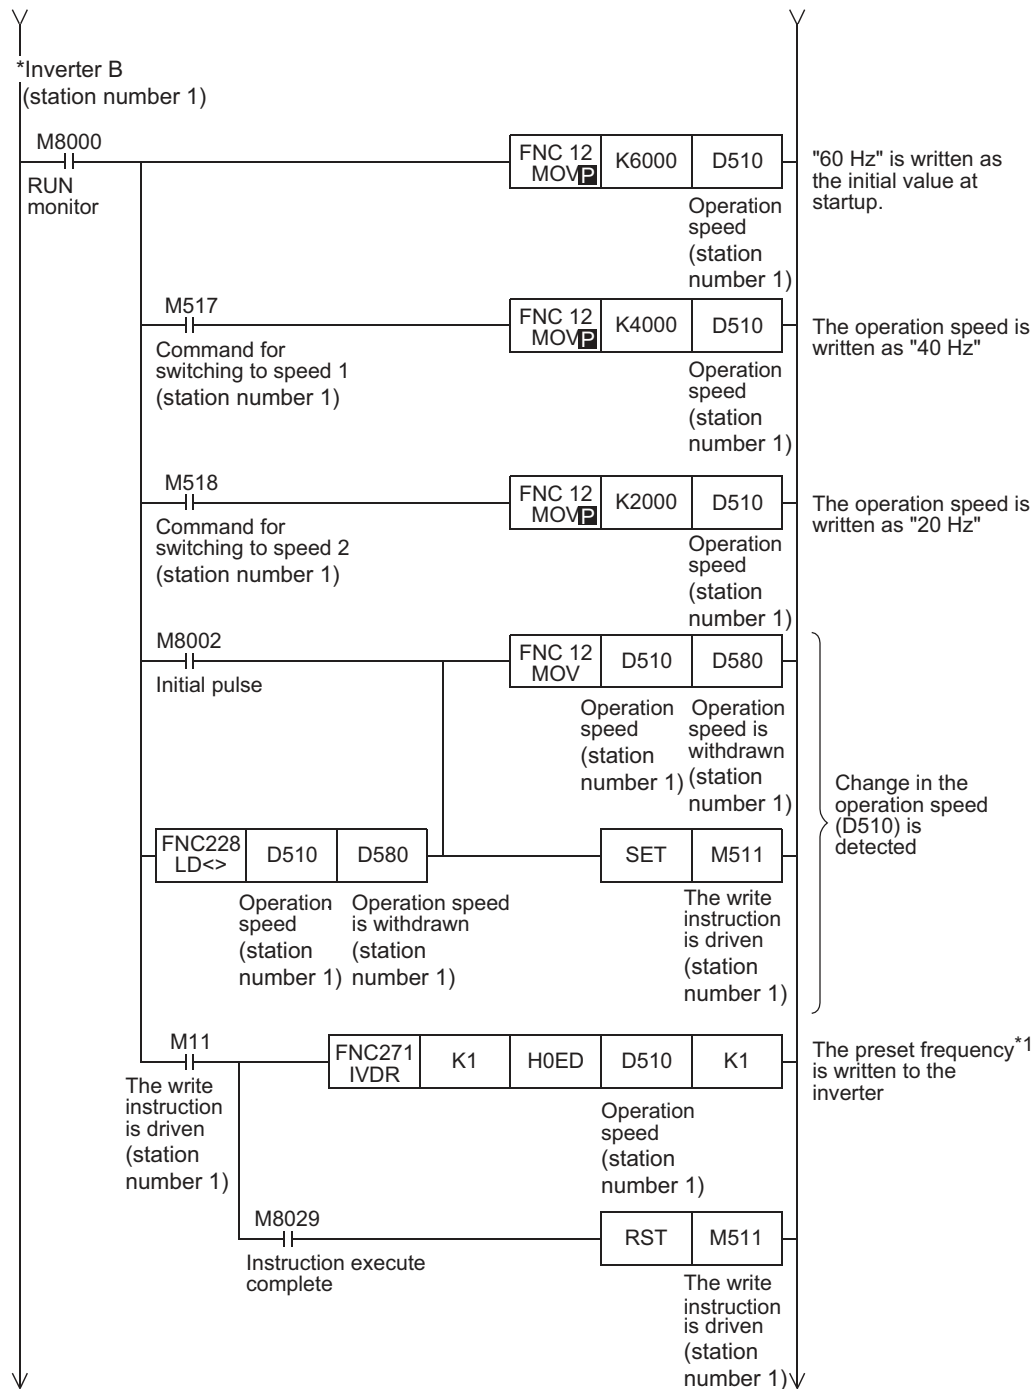 *Inverter B
(station number 1)
M8000
RUN
monitor
FNC 12
MOVP
K6000
D510
Operation
speed
(station
number 1)
"60 Hz" is written as
the initial value at
startup.
M517
Command for
switching to speed 1
(station number 1)
FNC 12
MOVP
K4000
D510
Operation
speed
(station
number 1)
The operation speed is
written as "40 Hz"
M518
Command for
switching to speed 2
(station number 1)
FNC 12
MOVP
K2000
D510
Operation
speed
(station
number 1)
The operation speed is
written as "20 Hz"
M8002
Initial pulse
FNC 12
MOV
D510
D580
Operation
speed
(station
number 1)
Operation
speed is
withdrawn
(station
number 1)
Change in the
operation speed
(D510) is
detected
FNC228
LD<>
D510
D580
Operation
speed
(station
number 1)
Operation speed
is withdrawn
(station
number 1)
SET
M511
The write
instruction
is driven
(station
number 1)
M11
The write
instruction
is driven
(station
number 1)
FNC271
IVDR
K1
H0ED
D510
K1
Operation
speed
(station
number 1)
The preset frequency*1
is written to the
inverter
M8029
Instruction execute
complete
RST
M511
The write
instruction
is driven
(station
number 1)